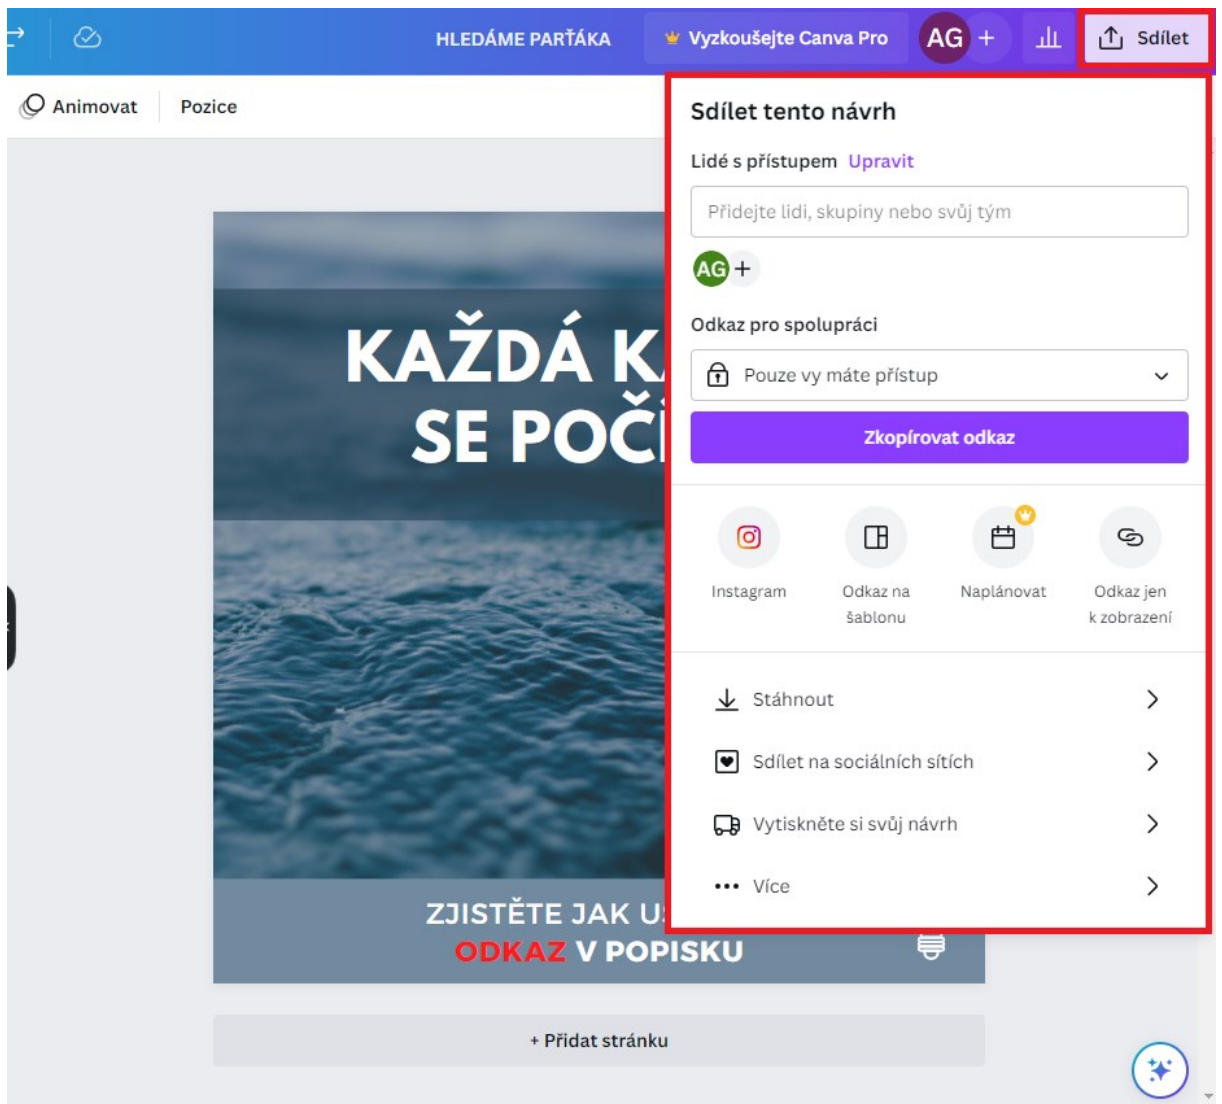 HLEDÁME PARŤÁKA
Vyzkoušejte Canva Pro
AG
Sdílet
Animovat
Pozice
Sdílet tento návrh
Lidé s přístupem Upravit
Přidejte lidi, skupiny nebo svůj tým
AG
Odkaz pro spolupráci
Pouze vy máte přístup
Zkopírovat odkaz
Instagram
Odkaz na
šablonu
Naplánovat
Odkaz jen
k zobrazení
Stáhnout
Sdílet na sociálních sítích
Vytiskněte si svůj návrh
Více
KAŽDÁ
SE
ZJISTĚTE JAK
ODKAZ V POPISKU
+ Přidat stránku